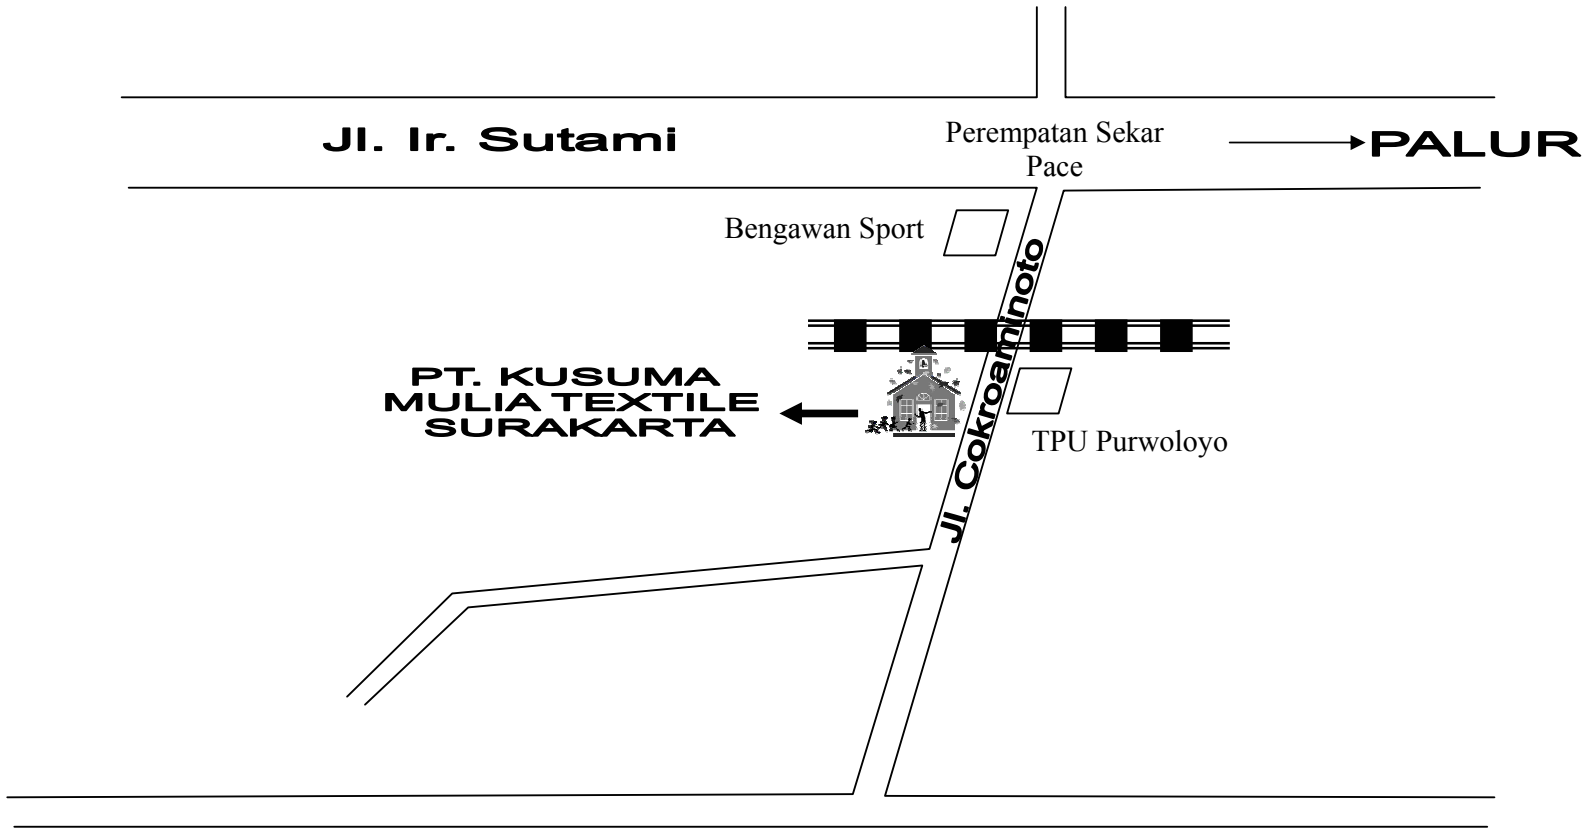 Jl. Ir. Sutami
Perempatan Sekar
Pace
PALUR
Bengawan Sport
Jl. Cokroaminoto
PT. KUSUMA
MULIA TEXTILE
SURAKARTA
TPU Purwoloyo